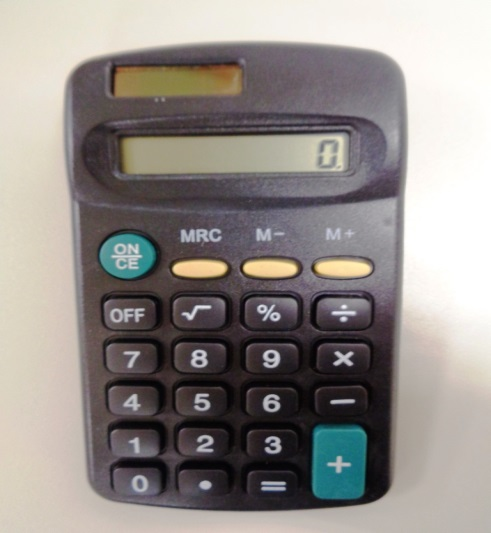 0.
MRC M− M+
ON
CE
OFF √ % ÷
7 8 9 ×
4 5 6 −
1 2 3 +
0 . =